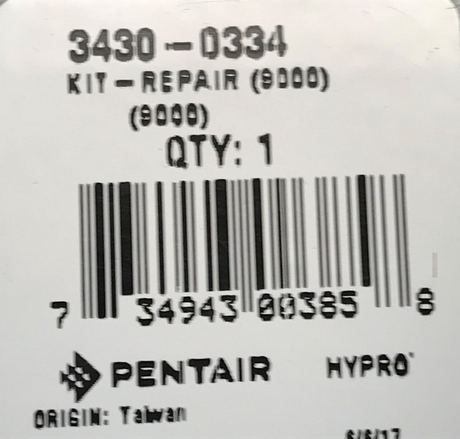 3430-0334
KIT-REPAIR (9000)
(9000)
QTY: 1
7 34943 00385 8
PENTAIR HYPRO
ORIGIN: Taiwan